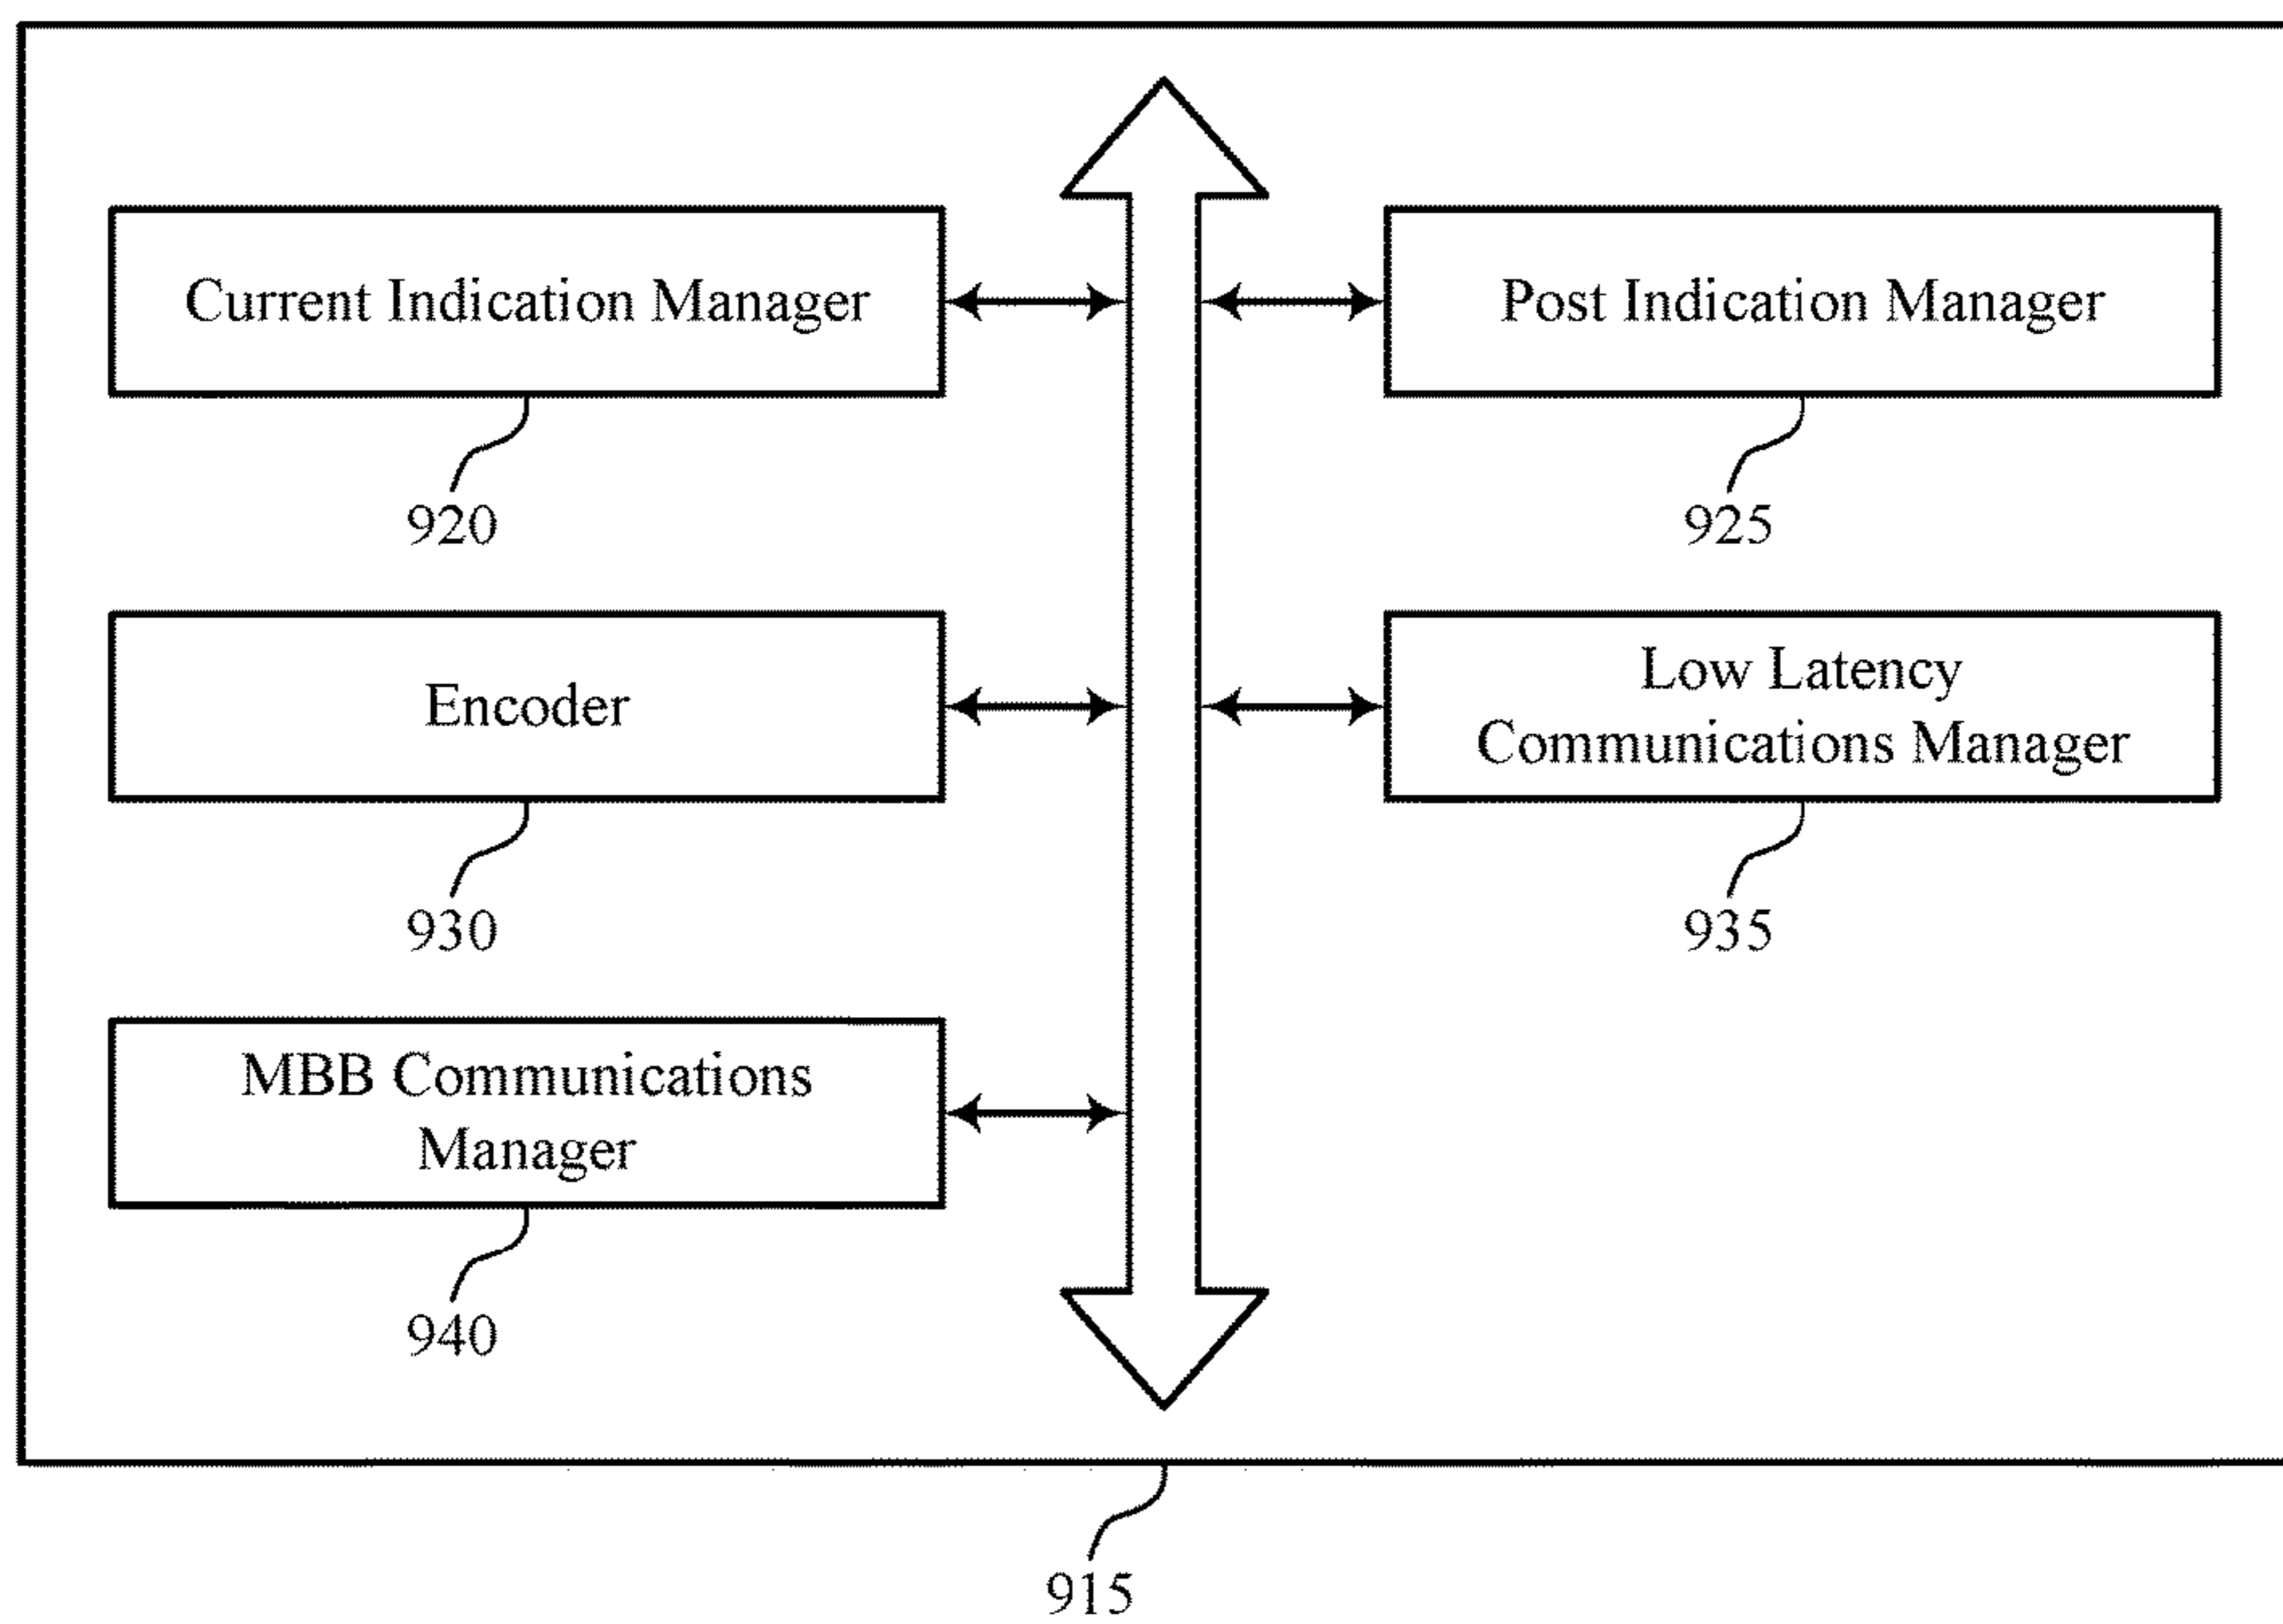 Current Indication Manager
920
Post Indication Manager
925
Encoder
930
Low Latency
Communications Manager
935
MBB Communications
Manager
940
915